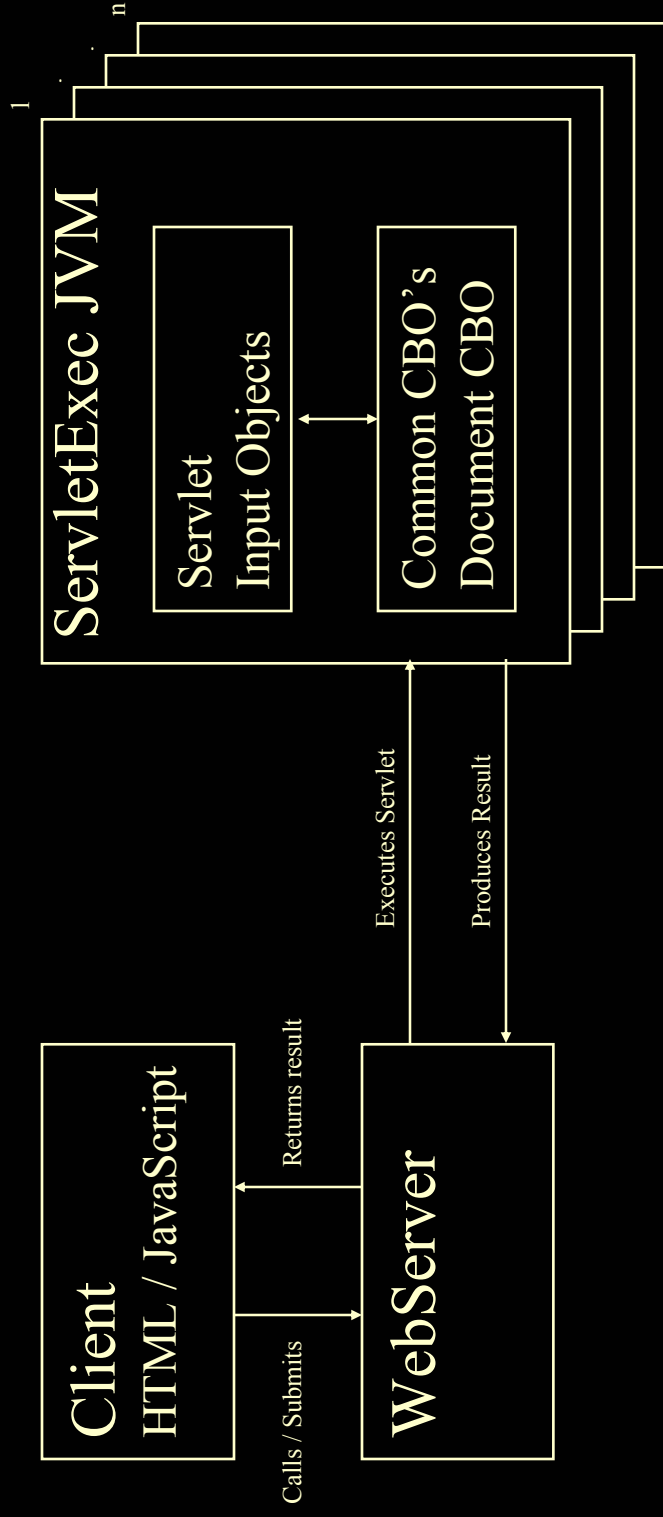 Client
HTML / JavaScript
Calls / Submits
Returns result
WebServer
Executes Servlet
Produces Result
1
.
.
n
ServletExec JVM
Servlet
Input Objects
Common CBO’s
Document CBO